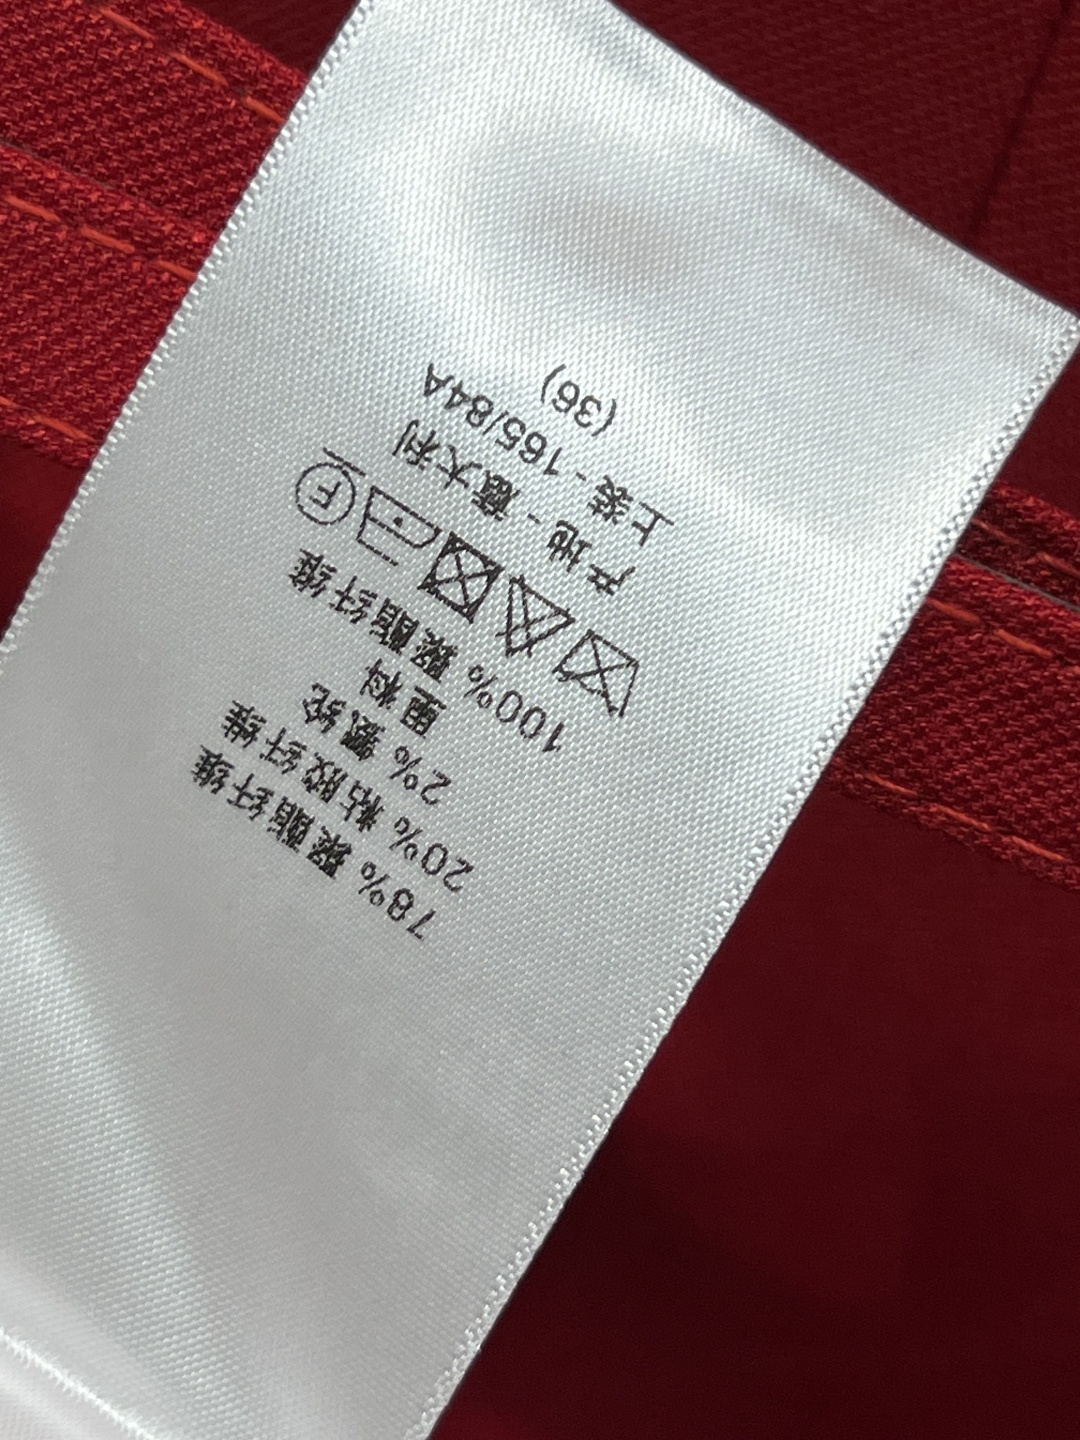 78% 聚酯纤维
20% 粘胶纤维
2% 氨纶
里料
100% 聚酯纤维
F
产地 - 意大利
上装 - 165/84A
(36)